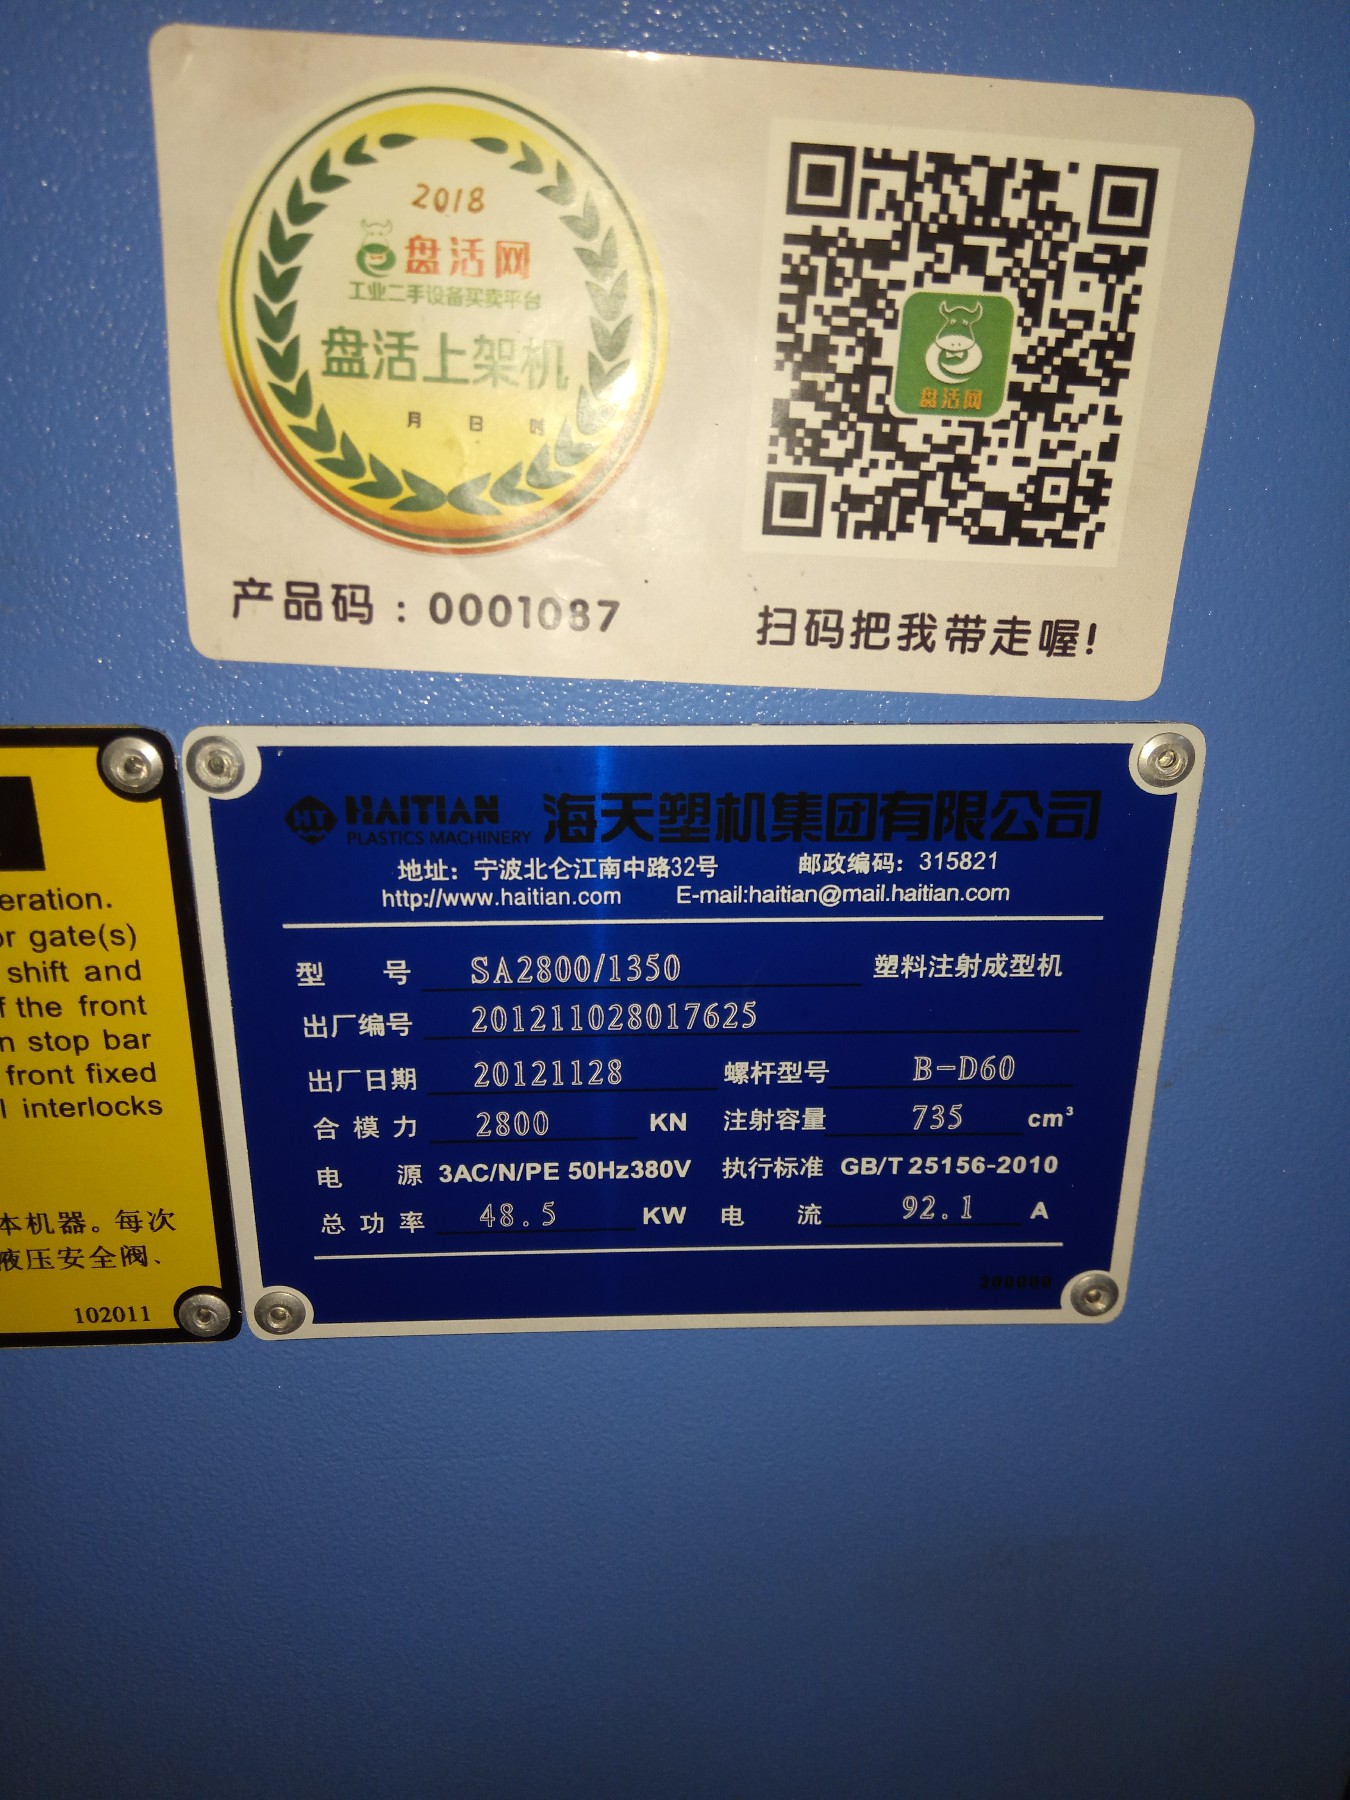 2018
盘活网
工业二手设备买卖平台
盘活上架机
月 日
盘活网
产品码：0001087
扫码把我带走喔!
HT HAITIAN 海天塑机集团有限公司
PLASTICS MACHINERY
地址：宁波北仑江南中路32号 邮政编码：315821
http://www.haitian.com E-mail:haitian@mail.haitian.com
型 号 SA2800/1350 塑料注射成型机
出厂编号 201211028017625
出厂日期 20121128 螺杆型号 B-D60
合模力 2800 KN 注射容量 735 cm³
电 源 3AC/N/PE 50Hz380V 执行标准 GB/T 25156-2010
总功率 48.5 KW 电 流 92.1 A
eration.
or gate(s)
shift and
f the front
n stop bar
front fixed
l interlocks
本机器。每次
液压安全阀、
102011